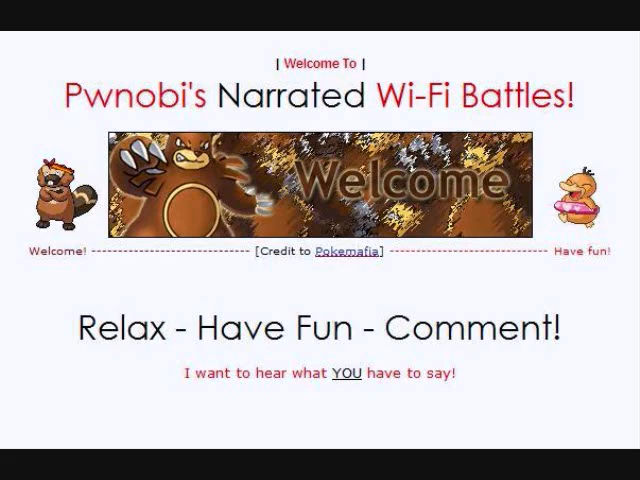 | Welcome To |
Pwnobi's Narrated Wi-Fi Battles!
Welcome
Welcome! -------------------------- [Credit to Pokemafia] -------------------------- Have fun!
Relax - Have Fun - Comment!
I want to hear what YOU have to say!